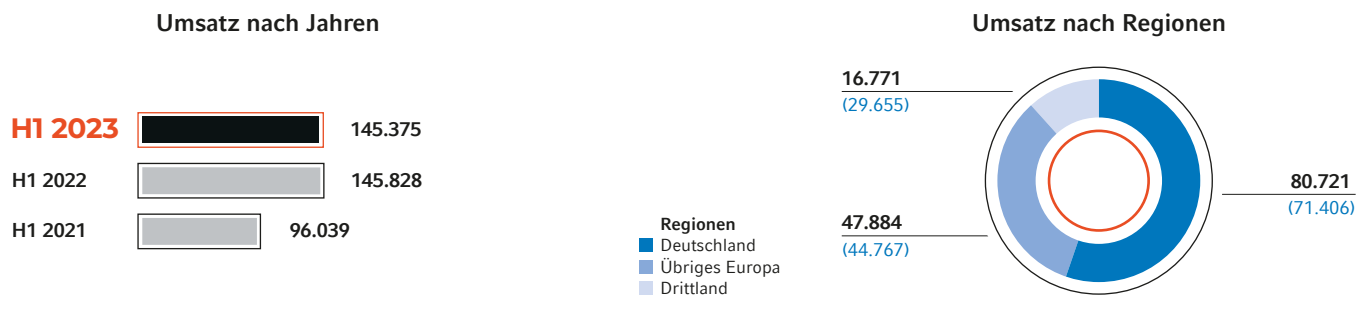 Umsatz nach Jahren
H1 2023
145.375
H1 2022
145.828
H1 2021
96.039
Umsatz nach Regionen
16.771
(29.655)
80.721
(71.406)
47.884
(44.767)
Regionen
Deutschland
Übriges Europa
Drittland